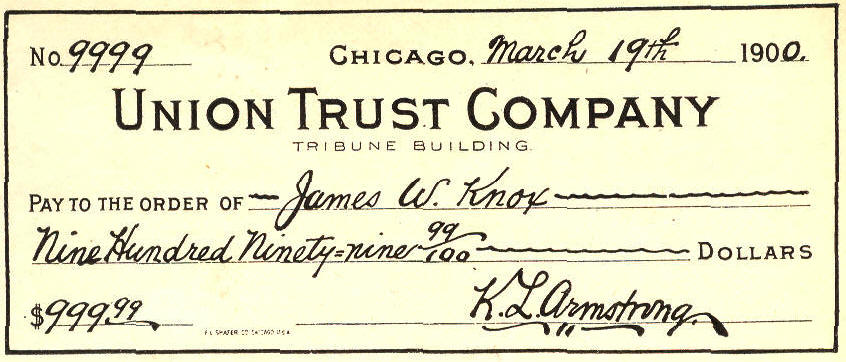 No. 9999 CHICAGO, March 19th 1900.
UNION TRUST COMPANY
TRIBUNE BUILDING.
PAY TO THE ORDER OF James W. Knox
Nine Hundred Ninety=nine 99/100 DOLLARS
$999.99 K. L. Armstrong.
F. L. SHAFER CO. CHICAGO U.S.A.